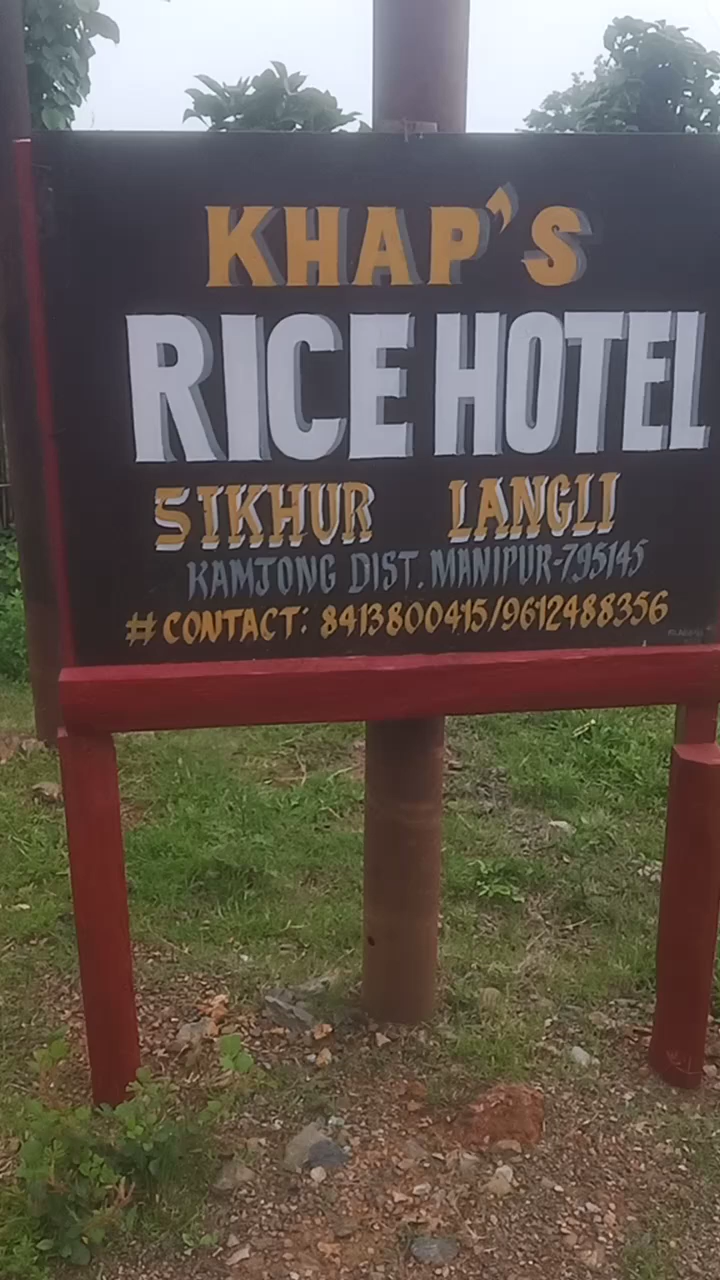 KHAP'S
RICE HOTEL
SIKHUR LANGLI
KAMJONG DIST. MANIPUR-795145
#CONTACT: 8413800415/9612488356